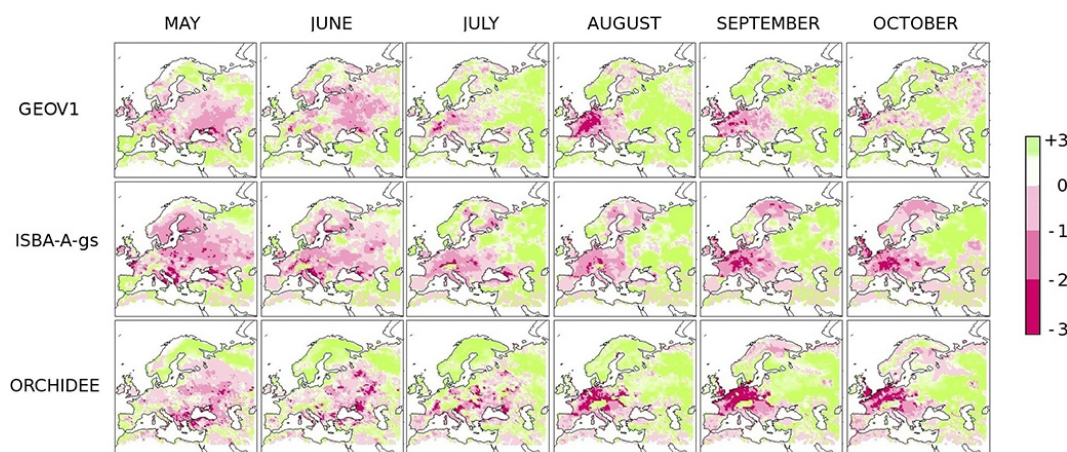 MAY JUNE JULY AUGUST SEPTEMBER OCTOBER
GEOV1
+3
0
ISBA-A-gs
-1
-2
ORCHIDEE
-3